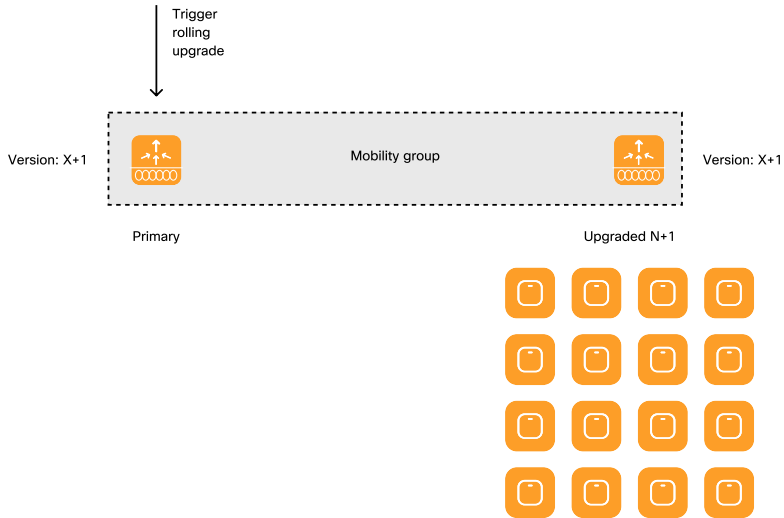 Trigger
rolling
upgrade
Version: X+1
Mobility group
Version: X+1
Primary
Upgraded N+1